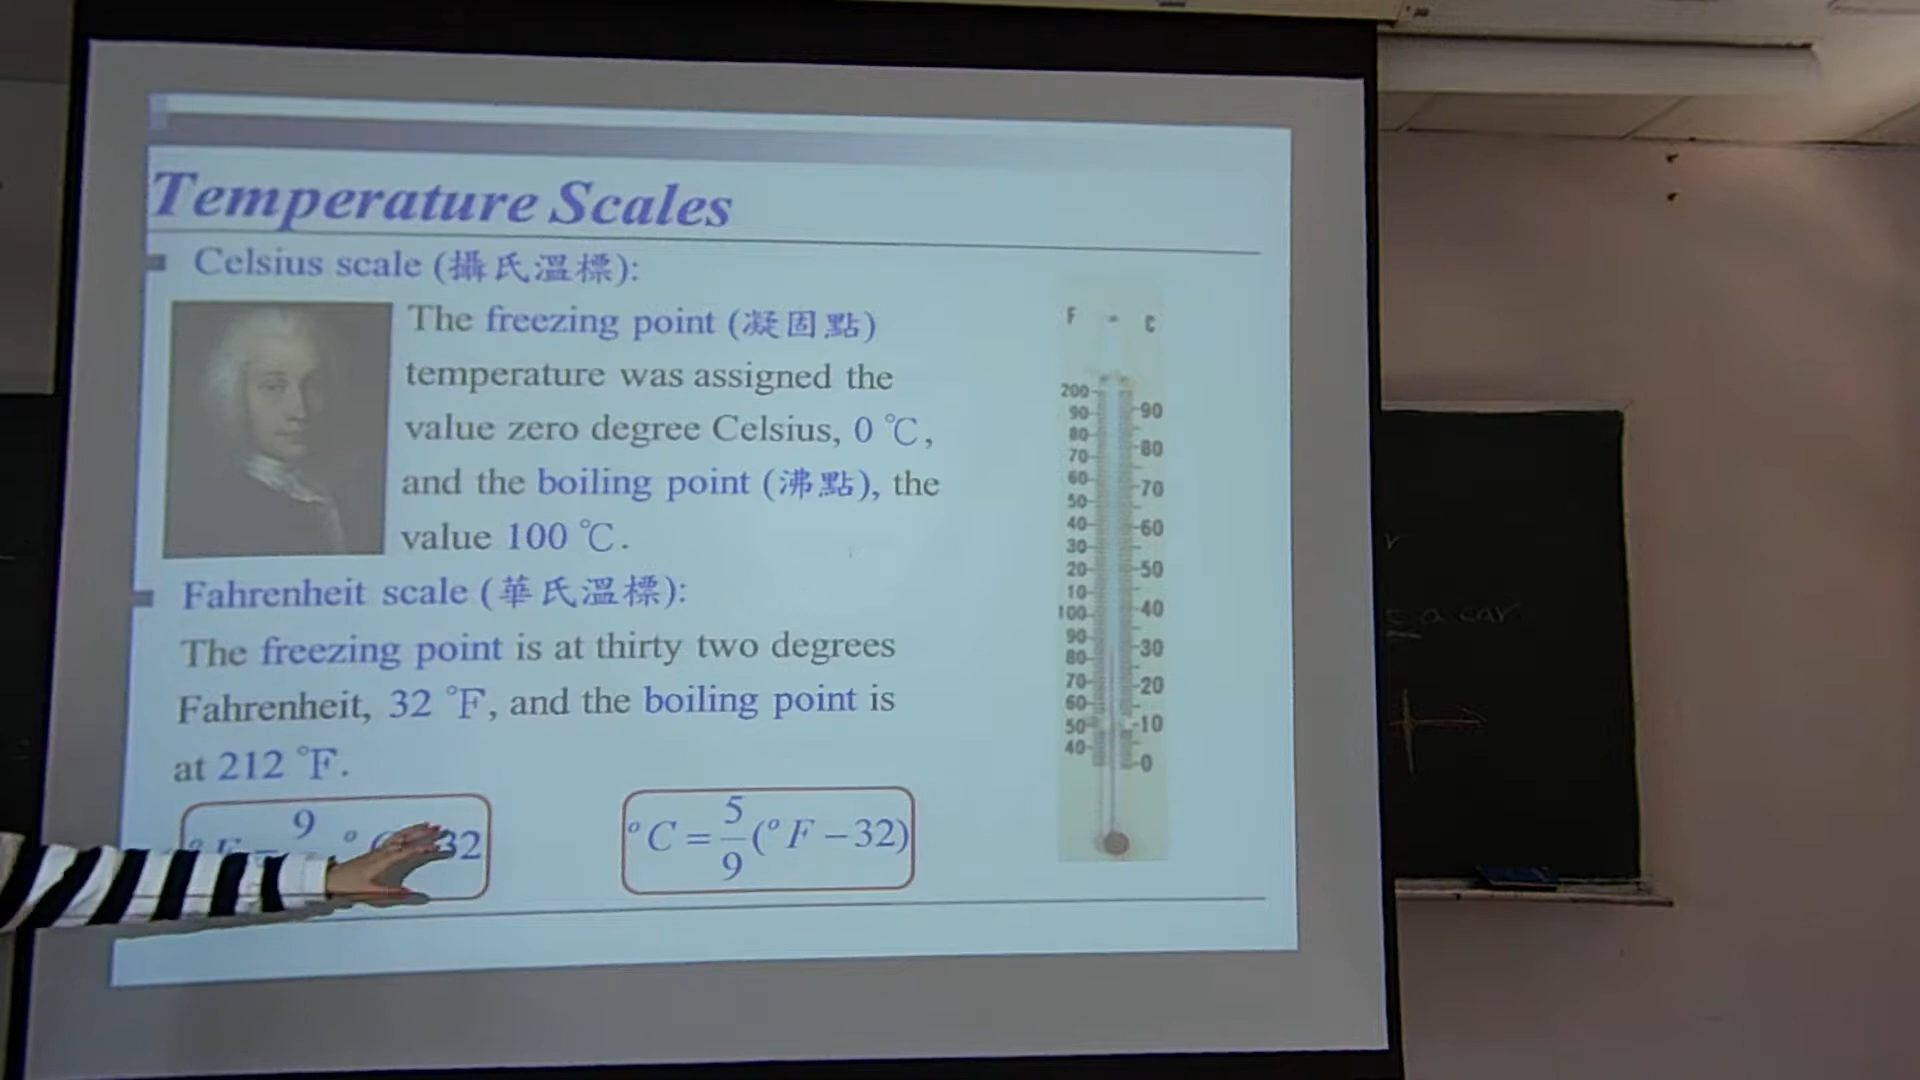 Temperature Scales
Celsius scale (攝氏溫標):
The freezing point (凝固點)
temperature was assigned the
value zero degree Celsius, 0 ℃,
and the boiling point (沸點), the
value 100 ℃.
Fahrenheit scale (華氏溫標):
The freezing point is at thirty two degrees
Fahrenheit, 32 ℉, and the boiling point is
at 212 ℉.
9
32
°C = 5/9 (°F − 32)
F C
200
90
80
70
60
50
40
30
20
10
100
90
80
70
60
50
40
90
80
70
60
50
40
30
20
10
0
a car